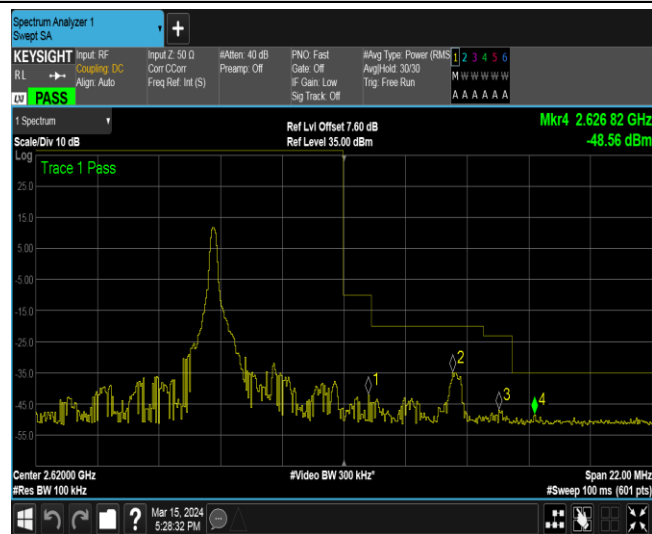 Spectrum Analyzer 1
Swept SA
+
KEYSIGHT Input: RF Input Z: 50 Ω #Atten: 40 dB PNO: Fast #Avg Type: Power (RMS 1 2 3 4 5 6
RL Coupling: DC Corr CCorr Preamp: Off Gate: Off Avg|Hold: 30/30 M W W W W W
Align: Auto Freq Ref: Int (S) IF Gain: Low Trig: Free Run
LXI PASS Sig Track: Off A A A A A A
1 Spectrum Ref Lvl Offset 7.60 dB Mkr4 2.626 82 GHz
Scale/Div 10 dB Ref Level 35.00 dBm -48.56 dBm
Log
Trace 1 Pass
25.0
15.0
5.00
-5.00
-15.0
-25.0
-35.0
-45.0
-55.0
1
2
3
4
Center 2.62000 GHz #Video BW 300 kHz* Span 22.00 MHz
#Res BW 100 kHz #Sweep 100 ms (601 pts)
? Mar 15, 2024
5:28:32 PM